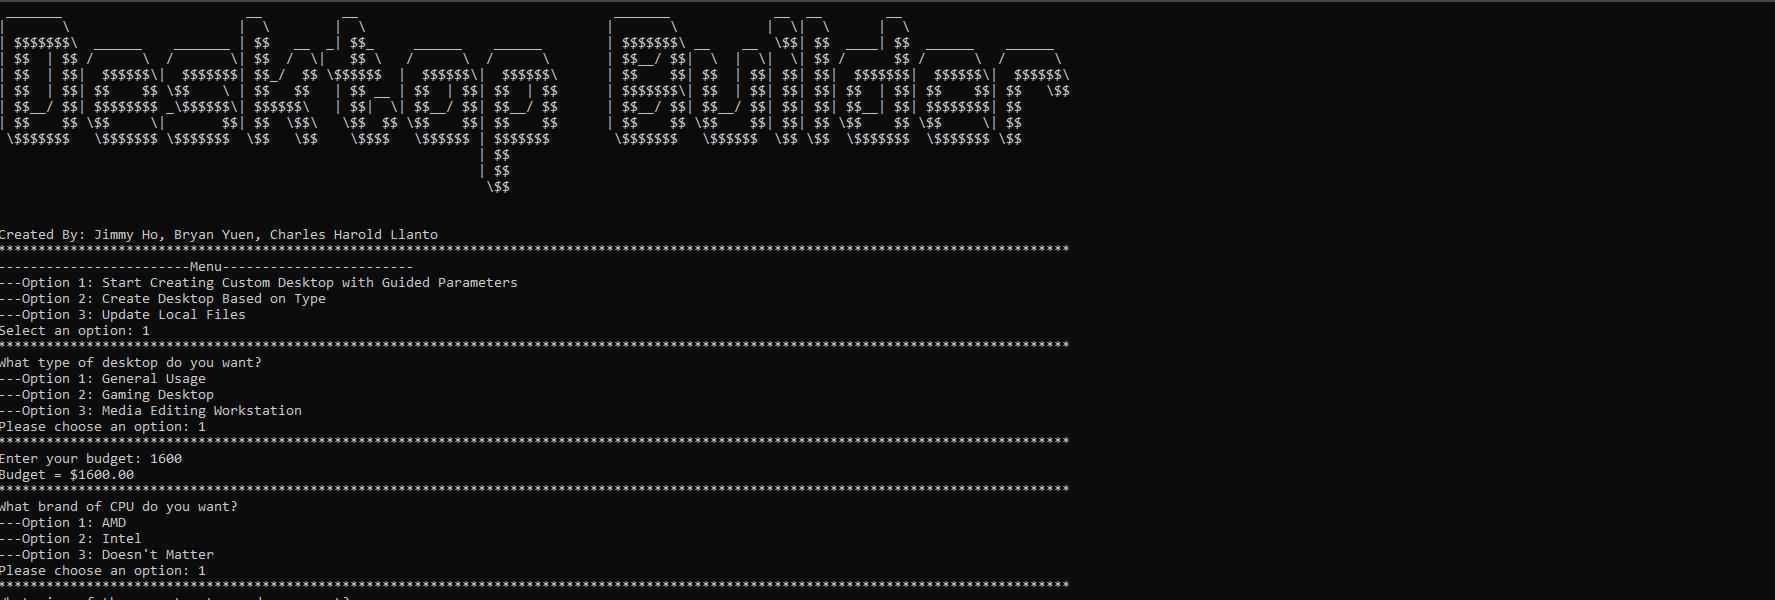 Desktop Builder
Created By: Jimmy Ho, Bryan Yuen, Charles Harold Llanto
**************************************************************************************************************************************
------------------------Menu------------------------
---Option 1: Start Creating Custom Desktop with Guided Parameters
---Option 2: Create Desktop Based on Type
---Option 3: Update Local Files
Select an option: 1
**************************************************************************************************************************************
What type of desktop do you want?
---Option 1: General Usage
---Option 2: Gaming Desktop
---Option 3: Media Editing Workstation
Please choose an option: 1
**************************************************************************************************************************************
Enter your budget: 1600
Budget = $1600.00
**************************************************************************************************************************************
What brand of CPU do you want?
---Option 1: AMD
---Option 2: Intel
---Option 3: Doesn't Matter
Please choose an option: 1
**************************************************************************************************************************************